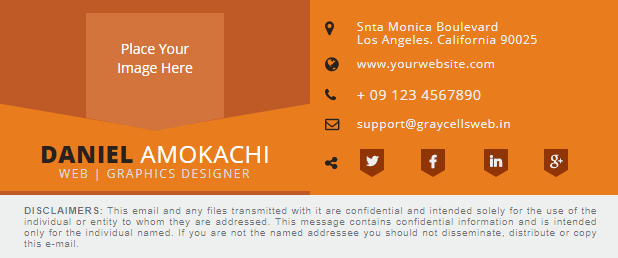 Place Your
Image Here
DANIEL AMOKACHI
WEB | GRAPHICS DESIGNER
Snta Monica Boulevard
Los Angeles. California 90025
www.yourwebsite.com
+ 09 123 4567890
support@graycellsweb.in
DISCLAIMERS: This email and any files transmitted with it are confidential and intended solely for the use of the
individual or entity to whom they are addressed. This message contains confidential information and is intended
only for the individual named. If you are not the named addressee you should not disseminate, distribute or copy
this e-mail.